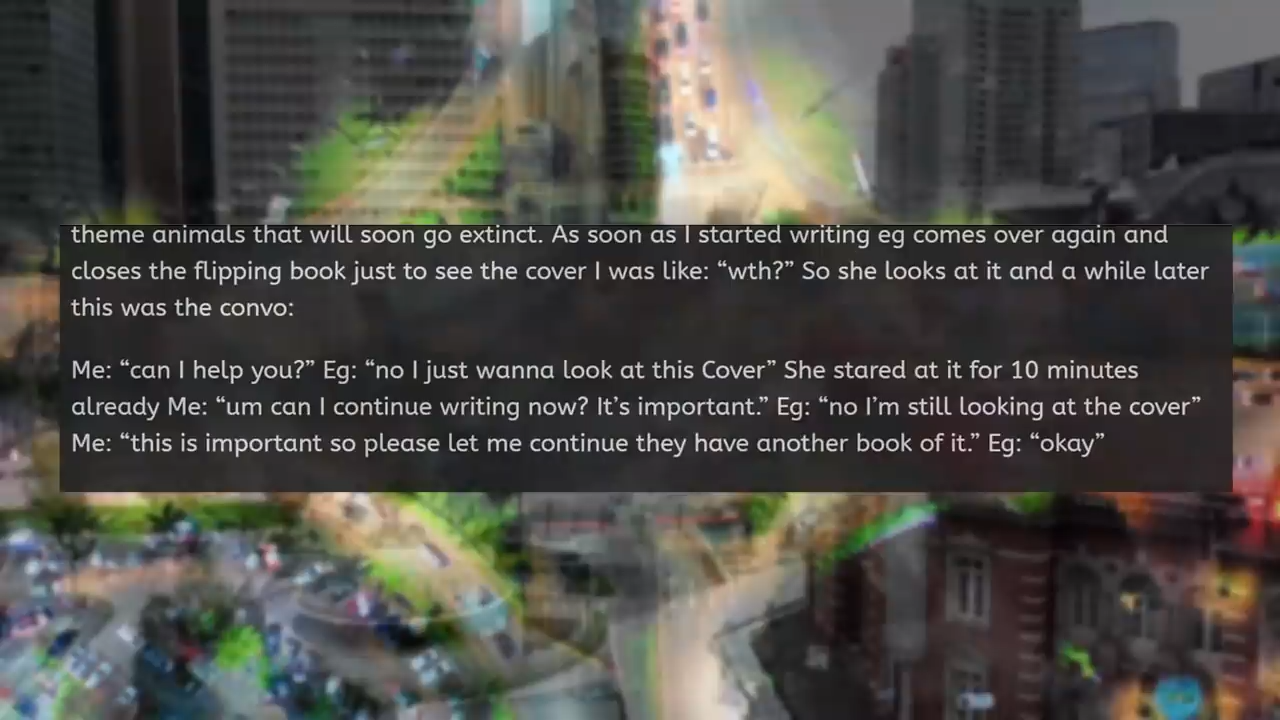 theme animals that will soon go extinct. As soon as I started writing eg comes over again and
closes the flipping book just to see the cover I was like: “wth?” So she looks at it and a while later
this was the convo:
Me: “can I help you?” Eg: “no I just wanna look at this Cover” She stared at it for 10 minutes
already Me: “um can I continue writing now? It’s important.” Eg: “no I’m still looking at the cover”
Me: “this is important so please let me continue they have another book of it.” Eg: “okay”